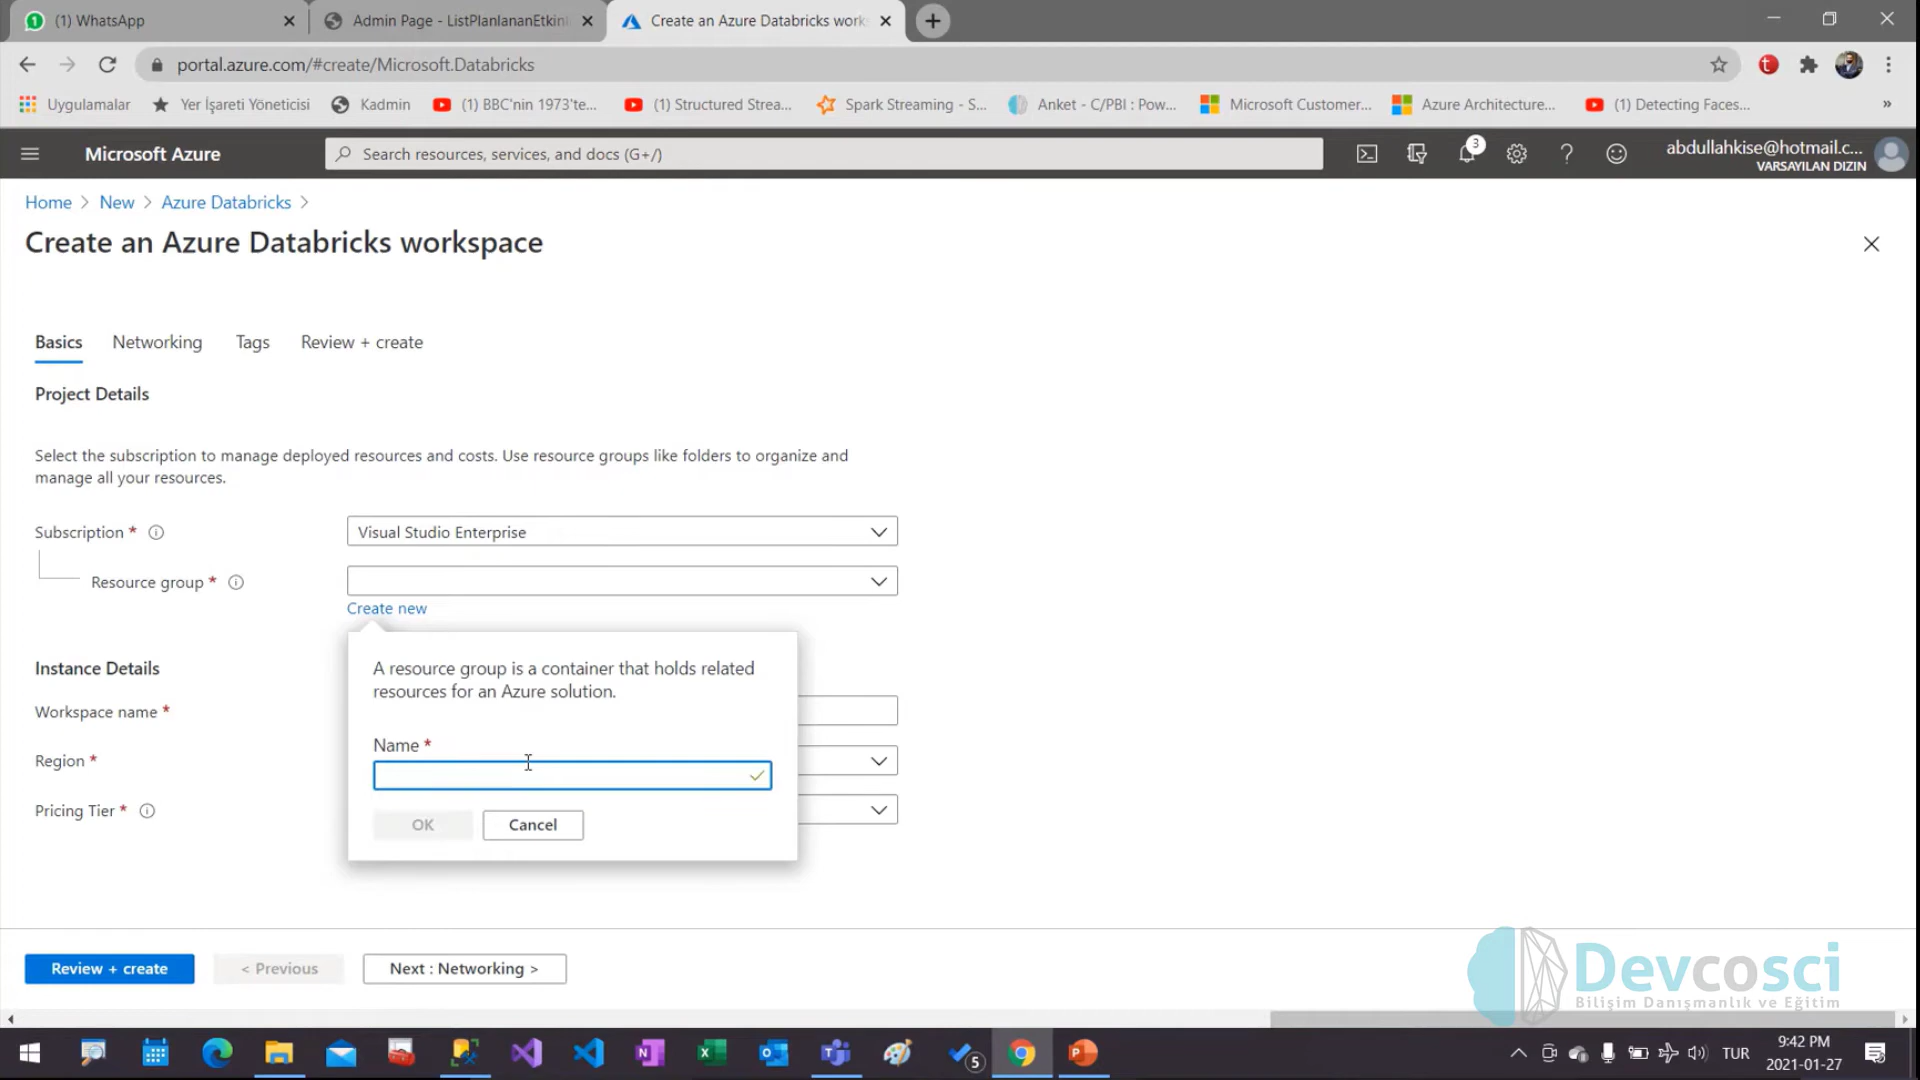 (1) WhatsApp
Admin Page - ListPlanlananEtkinl
Create an Azure Databricks work
portal.azure.com/#create/Microsoft.Databricks
Uygulamalar
Yer İşareti Yöneticisi
Kadmin
(1) BBC'nin 1973'te...
(1) Structured Strea...
Spark Streaming - S...
Anket - C/PBI : Pow...
Microsoft Customer...
Azure Architecture...
(1) Detecting Faces...
»
Microsoft Azure
Search resources, services, and docs (G+/)
3
abdullahkise@hotmail.c...
VARSAYILAN DIZIN
Home > New > Azure Databricks >
Create an Azure Databricks workspace
Basics Networking Tags Review + create
Project Details
Select the subscription to manage deployed resources and costs. Use resource groups like folders to organize and
manage all your resources.
Subscription *
Visual Studio Enterprise
Resource group *
Create new
A resource group is a container that holds related
resources for an Azure solution.
Name *
OK
Cancel
Instance Details
Workspace name *
Region *
Pricing Tier *
Review + create
< Previous
Next : Networking >
Devcosci
Bilişim Danışmanlık ve Eğitim
5
TUR
9:42 PM
2021-01-27